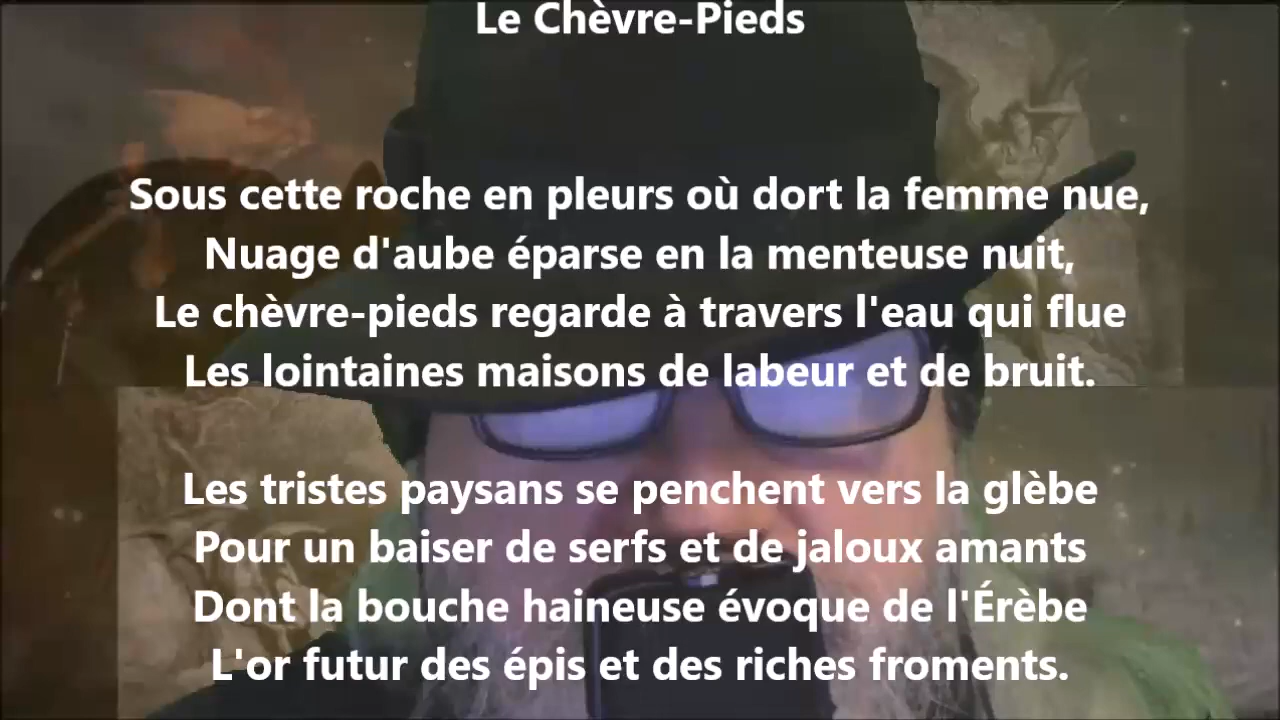 Le Chèvre-Pieds
Sous cette roche en pleurs où dort la femme nue,
Nuage d'aube éparse en la menteuse nuit,
Le chèvre-pieds regarde à travers l'eau qui flue
Les lointaines maisons de labeur et de bruit.
Les tristes paysans se penchent vers la glèbe
Pour un baiser de serfs et de jaloux amants
Dont la bouche haineuse évoque de l'Érèbe
L'or futur des épis et des riches froments.